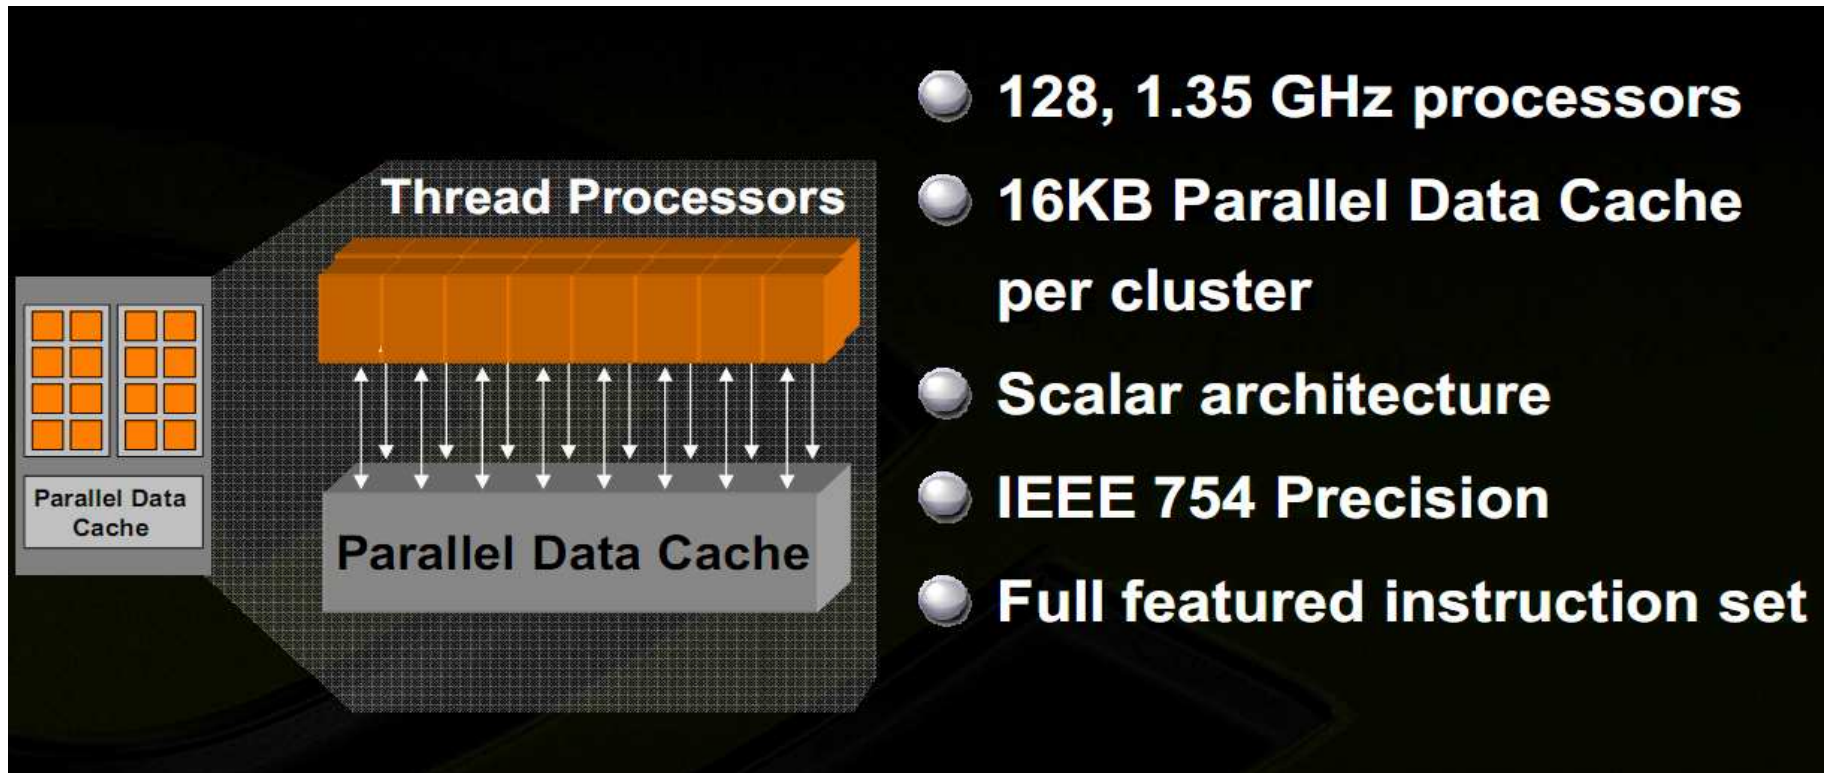 Thread Processors
Parallel Data
Cache
Parallel Data Cache
128, 1.35 GHz processors
16KB Parallel Data Cache
per cluster
Scalar architecture
IEEE 754 Precision
Full featured instruction set